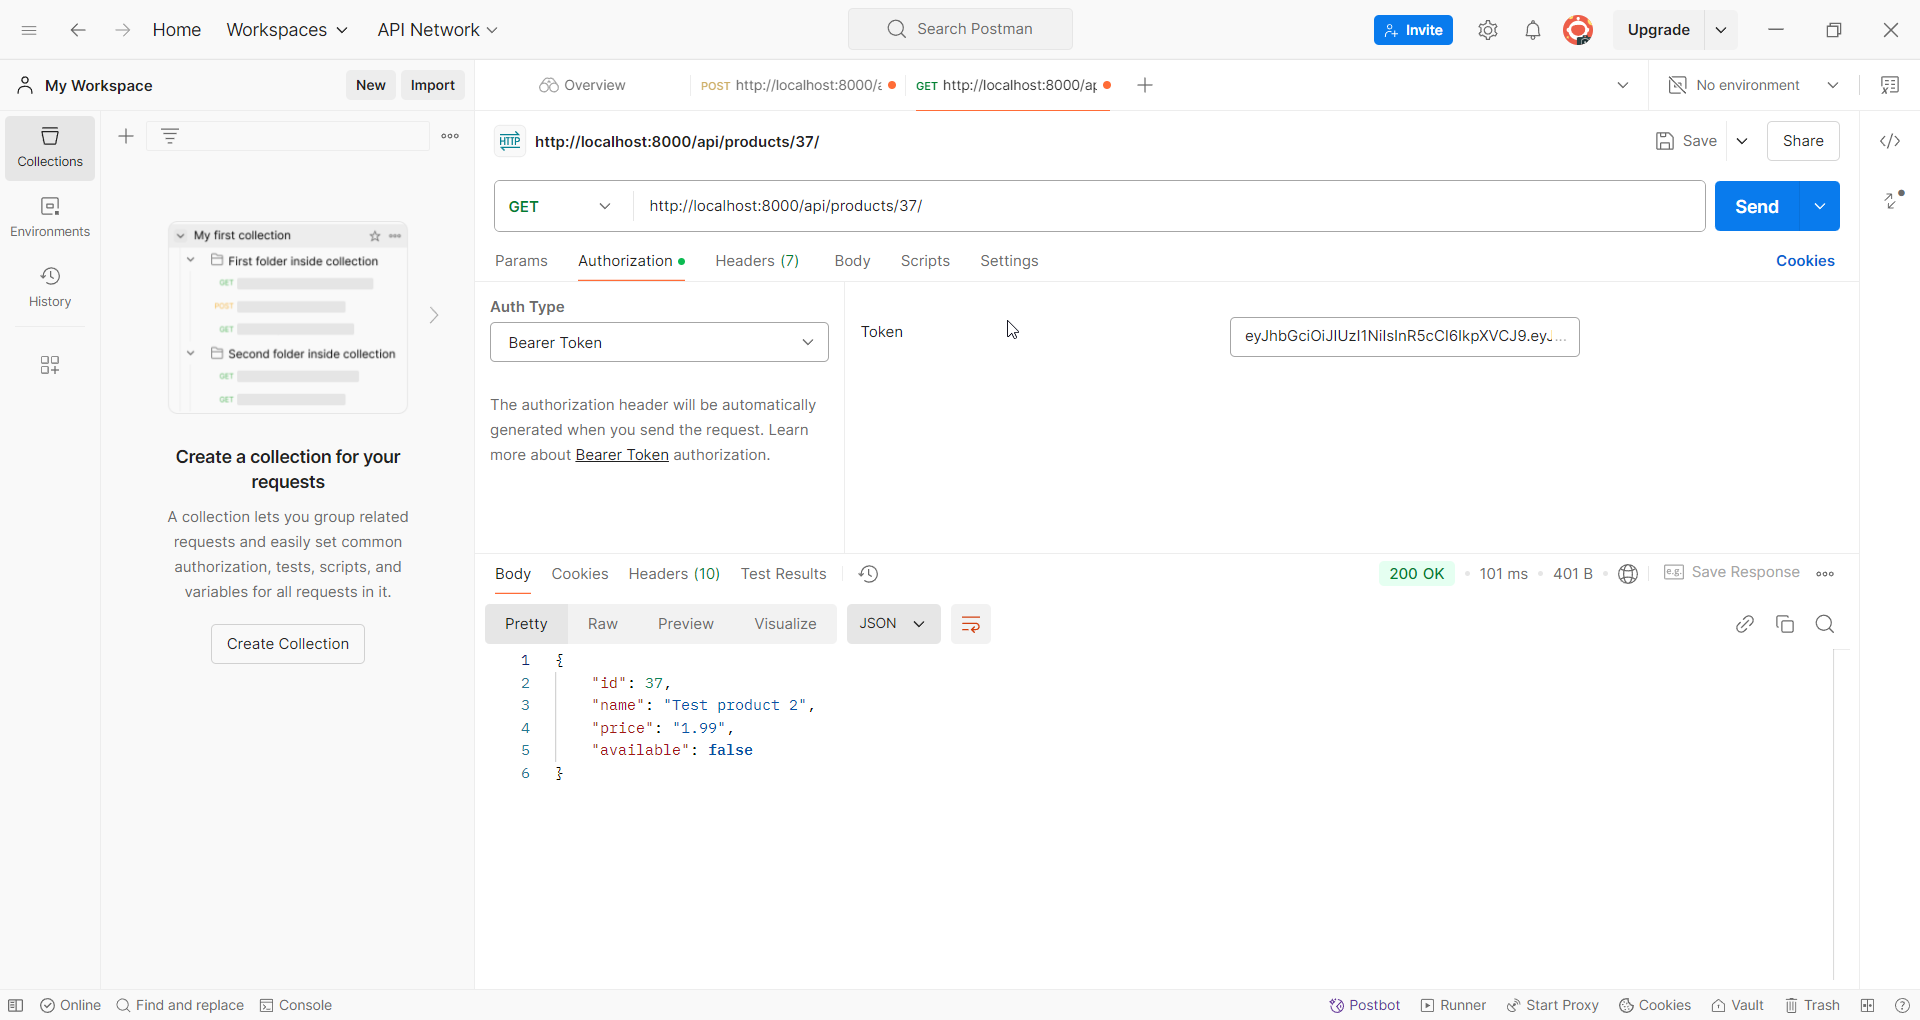 Home
Workspaces
API Network
Search Postman
Invite
Upgrade
My Workspace
New
Import
Overview
POST http://localhost:8000/a
GET http://localhost:8000/ap
No environment
Collections
Environments
History
My first collection
First folder inside collection
GET
POST
GET
Second folder inside collection
GET
GET
Create a collection for your
requests
A collection lets you group related
requests and easily set common
authorization, tests, scripts, and
variables for all requests in it.
Create Collection
HTTP
http://localhost:8000/api/products/37/
Save
Share
GET
http://localhost:8000/api/products/37/
Send
Params
Authorization
Headers (7)
Body
Scripts
Settings
Cookies
Auth Type
Bearer Token
The authorization header will be automatically
generated when you send the request. Learn
more about Bearer Token authorization.
Token
eyJhbGciOiJIUzI1NiIsInR5cCI6IkpXVCJ9.eyJ...
Body
Cookies
Headers (10)
Test Results
200 OK
101 ms
401 B
e.g.
Save Response
Pretty
Raw
Preview
Visualize
JSON
1 {
2 "id": 37,
3 "name": "Test product 2",
4 "price": "1.99",
5 "available": false
6 }
Online
Find and replace
Console
Postbot
Runner
Start Proxy
Cookies
Vault
Trash